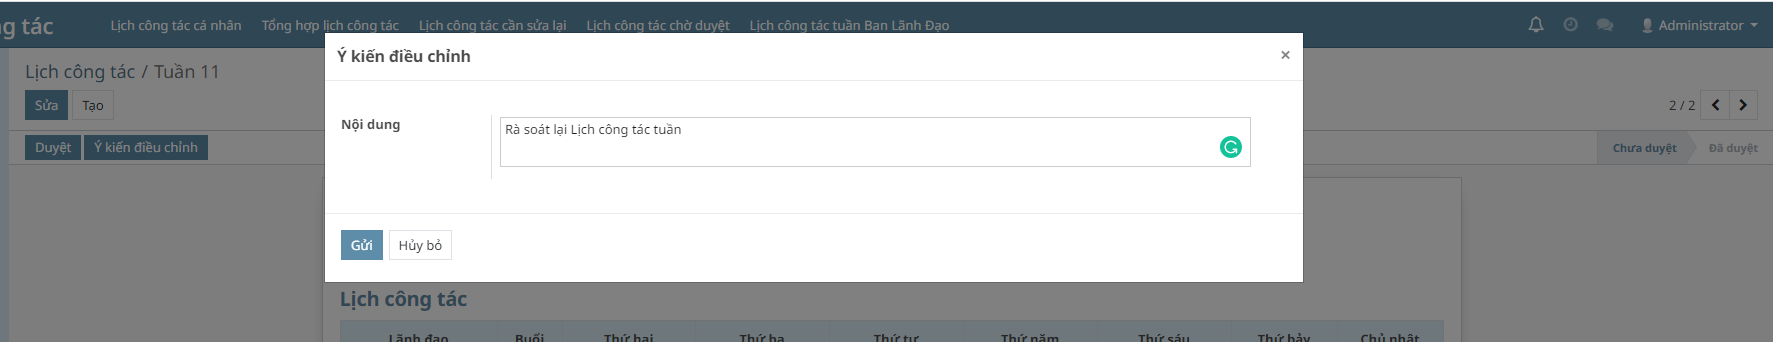 ng tác Lịch công tác cá nhân Tổng hợp lịch công tác Lịch công tác cần sửa lại Lịch công tác chờ duyệt Lịch công tác tuần Ban Lãnh Đạo Administrator
Ý kiến điều chỉnh ×
Lịch công tác / Tuần 11
Sửa Tạo 2 / 2
Nội dung Rà soát lại Lịch công tác tuần
Duyệt Ý kiến điều chỉnh Chưa duyệt Đã duyệt
Gửi Hủy bỏ
Lịch công tác
Lãnh đạo Buổi Thứ hai Thứ ba Thứ tư Thứ năm Thứ sáu Thứ bảy Chủ nhật